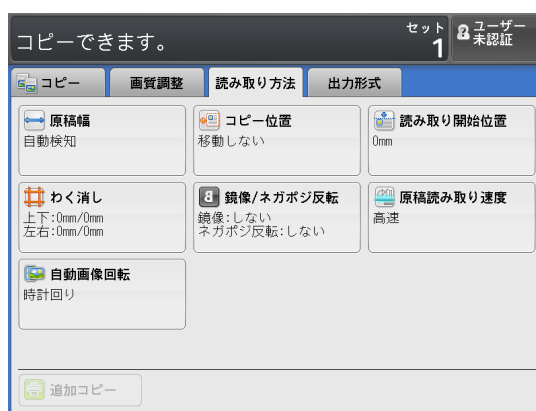 コピーできます。
セット
1
ユーザー
未認証
コピー
画質調整
読み取り方法
出力形式
原稿幅
自動検知
コピー位置
移動しない
読み取り開始位置
0mm
わく消し
上下:0mm/0mm
左右:0mm/0mm
鏡像/ネガポジ反転
鏡像:しない
ネガポジ反転:しない
原稿読み取り速度
高速
自動画像回転
時計回り
追加コピー